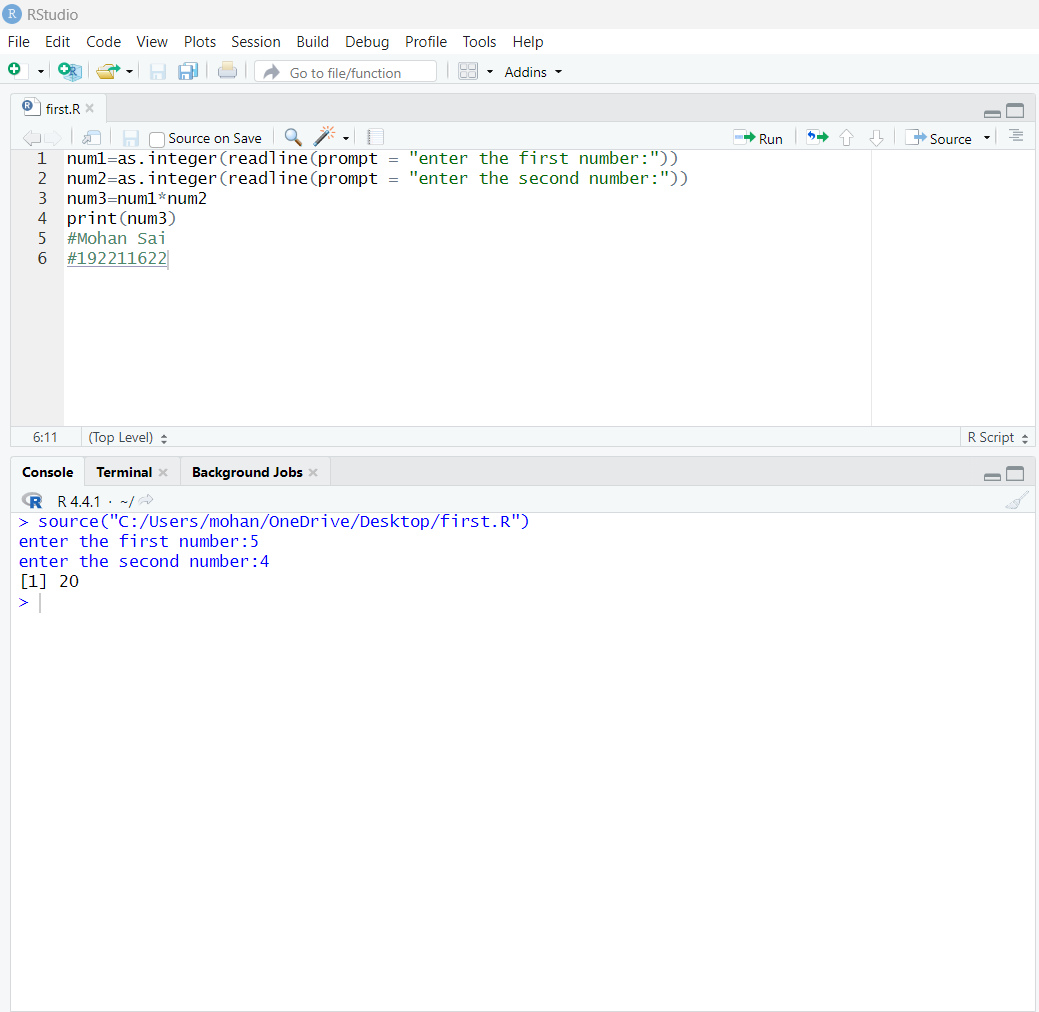 RStudio
File Edit Code View Plots Session Build Debug Profile Tools Help
Go to file/function Addins
first.R
Source on Save Run Source
1 num1=as.integer(readline(prompt = "enter the first number:"))
2 num2=as.integer(readline(prompt = "enter the second number:"))
3 num3=num1*num2
4 print(num3)
5 #Mohan Sai
6 #192211622
6:11 (Top Level) R Script
Console Terminal Background Jobs
R R 4.4.1 · ~/
> source("C:/Users/mohan/OneDrive/Desktop/first.R")
enter the first number:5
enter the second number:4
[1] 20
>